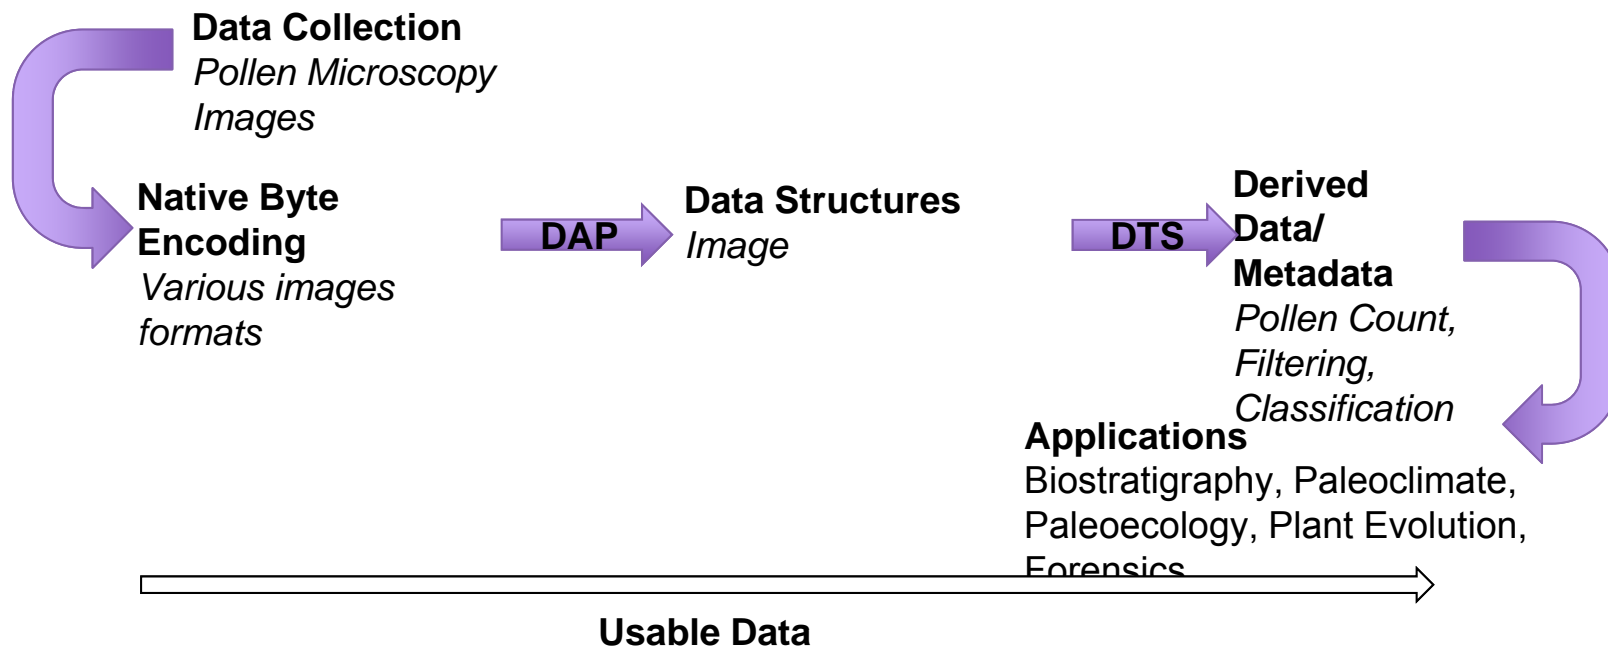 Data Collection
Pollen Microscopy
Images
Native Byte
Encoding
Various images
formats
DAP
Data Structures
Image
DTS
Derived
Data/
Metadata
Pollen Count,
Filtering,
Classification
Applications
Biostratigraphy, Paleoclimate,
Paleoecology, Plant Evolution,
Forensics
Usable Data